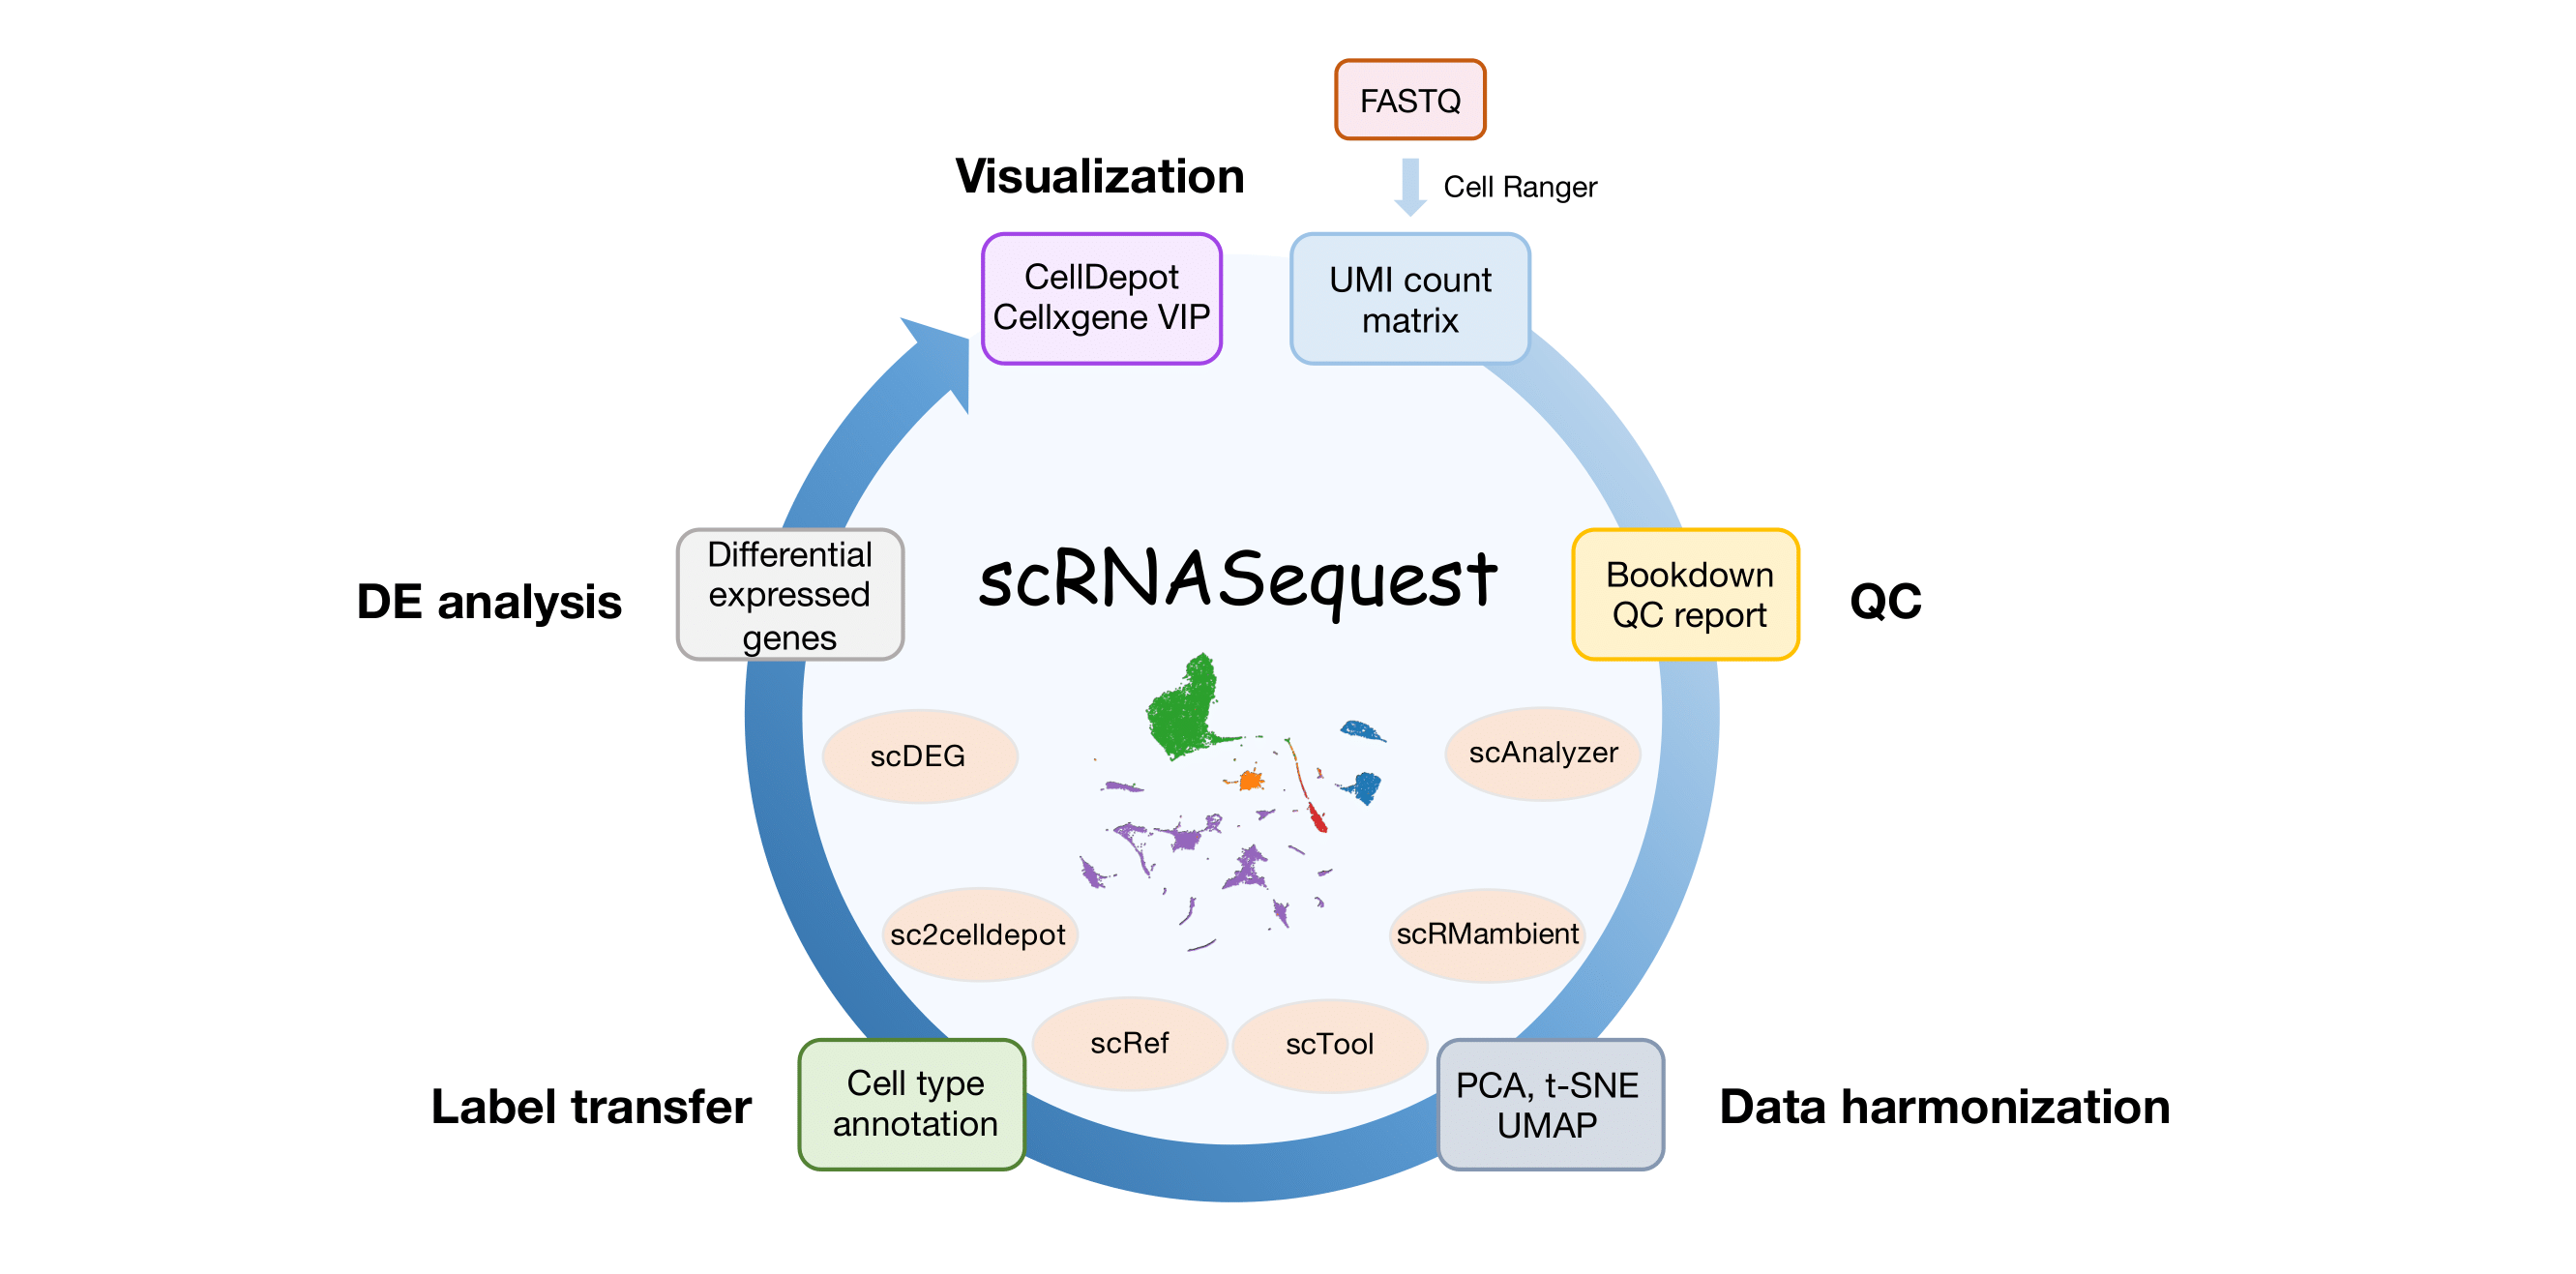 FASTQ
Cell Ranger
Visualization
CellDepot
Cellxgene VIP
UMI count
matrix
DE analysis
Differential
expressed
genes
scRNASequest
Bookdown
QC report
QC
scDEG
scAnalyzer
sc2celldepot
scRMambient
scRef
scTool
Label transfer
Cell type
annotation
PCA, t-SNE
UMAP
Data harmonization